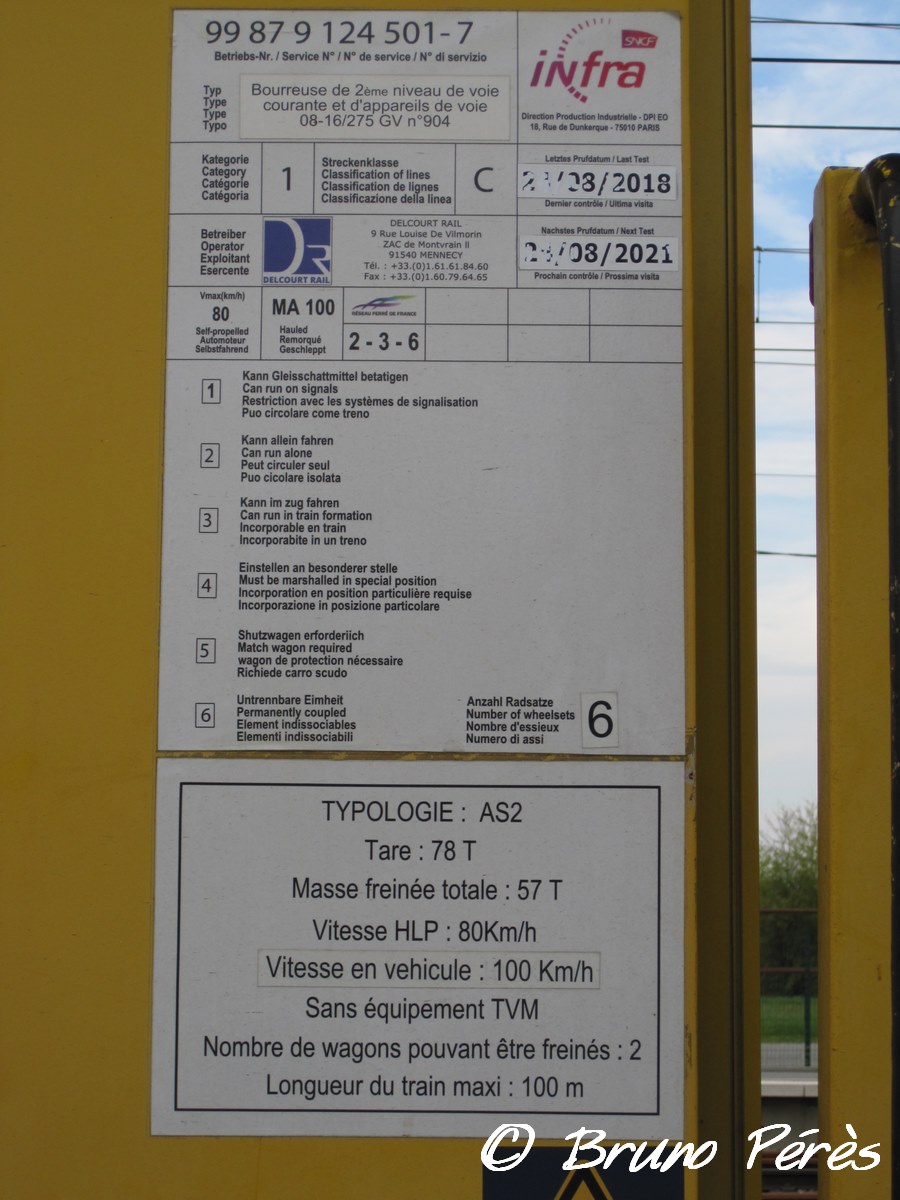 99 87 9 124 501-7
Betriebs-Nr. / Service N° / N° de service / N° di servizio
SNCF
infra
Direction Production Industrielle - DPI EO
18, Rue de Dunkerque - 75010 PARIS
Typ
Type
Type
Typo
Bourreuse de 2ème niveau de voie
courante et d'appareils de voie
08-16/275 GV n°904
Kategorie
Category
Catégorie
Catégoria
1
Streckenklasse
Classification of lines
Classification de lignes
Classificazione della linea
C
Letztes Prufdatum / Last Test
/08/2018
Dernier contrôle / Ultima visita
Betreiber
Operator
Exploitant
Esercente
DR
DELCOURT RAIL
DELCOURT RAIL
9 Rue Louise De Vilmorin
ZAC de Montvrain II
91540 MENNECY
Tél. : +33.(0)1.61.61.84.60
Fax : +33.(0)1.60.79.64.65
Nachstes Prufdatum / Next Test
/08/2021
Prochain contrôle / Prossima visita
Vmax(km/h)
80
Self-propelled
Automoteur
Selbstfahrend
MA 100
Hauled
Remorqué
Geschleppt
RÉSEAU FERRÉ DE FRANCE
2 - 3 - 6
1
Kann Gleisschattmittel betatigen
Can run on signals
Restriction avec les systèmes de signalisation
Puo circolare come treno
2
Kann allein fahren
Can run alone
Peut circuler seul
Puo cicolare isolata
3
Kann im zug fahren
Can run in train formation
Incorporable en train
Incorporabite in un treno
4
Einstellen an besonderer stelle
Must be marshalled in special position
Incorporation en position particulière requise
Incorporazione in posizione particolare
5
Shutzwagen erforderiich
Match wagon required
wagon de protection nécessaire
Richiede carro scudo
6
Untrennbare Eimheit
Permanently coupled
Element indissociables
Elementi indissociabili
Anzahl Radsatze
Number of wheelsets
Nombre d'essieux
Numero di assi
6
TYPOLOGIE : AS2
Tare : 78 T
Masse freinée totale : 57 T
Vitesse HLP : 80Km/h
Vitesse en vehicule : 100 Km/h
Sans équipement TVM
Nombre de wagons pouvant être freinés : 2
Longueur du train maxi : 100 m
© Bruno Pérès